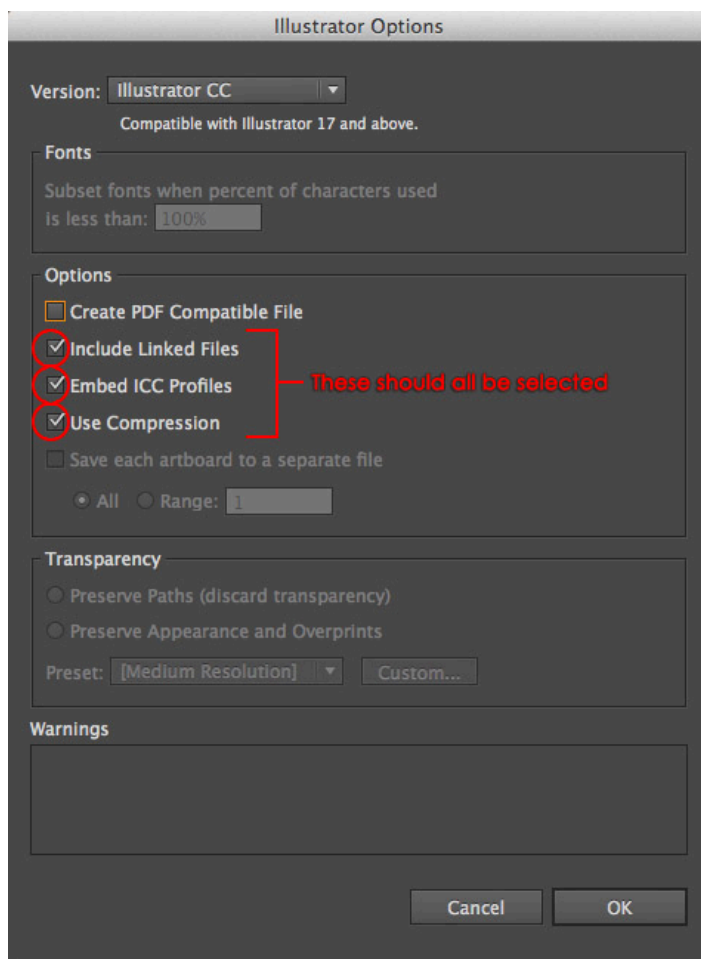 Illustrator Options
Version: Illustrator CC
Compatible with Illustrator 17 and above.
Fonts
Subset fonts when percent of characters used
is less than: 100%
Options
Create PDF Compatible File
Include Linked Files
Embed ICC Profiles
These should all be selected
Use Compression
Save each artboard to a separate file
All Range: 1
Transparency
Preserve Paths (discard transparency)
Preserve Appearance and Overprints
Preset: [Medium Resolution] Custom...
Warnings
Cancel OK